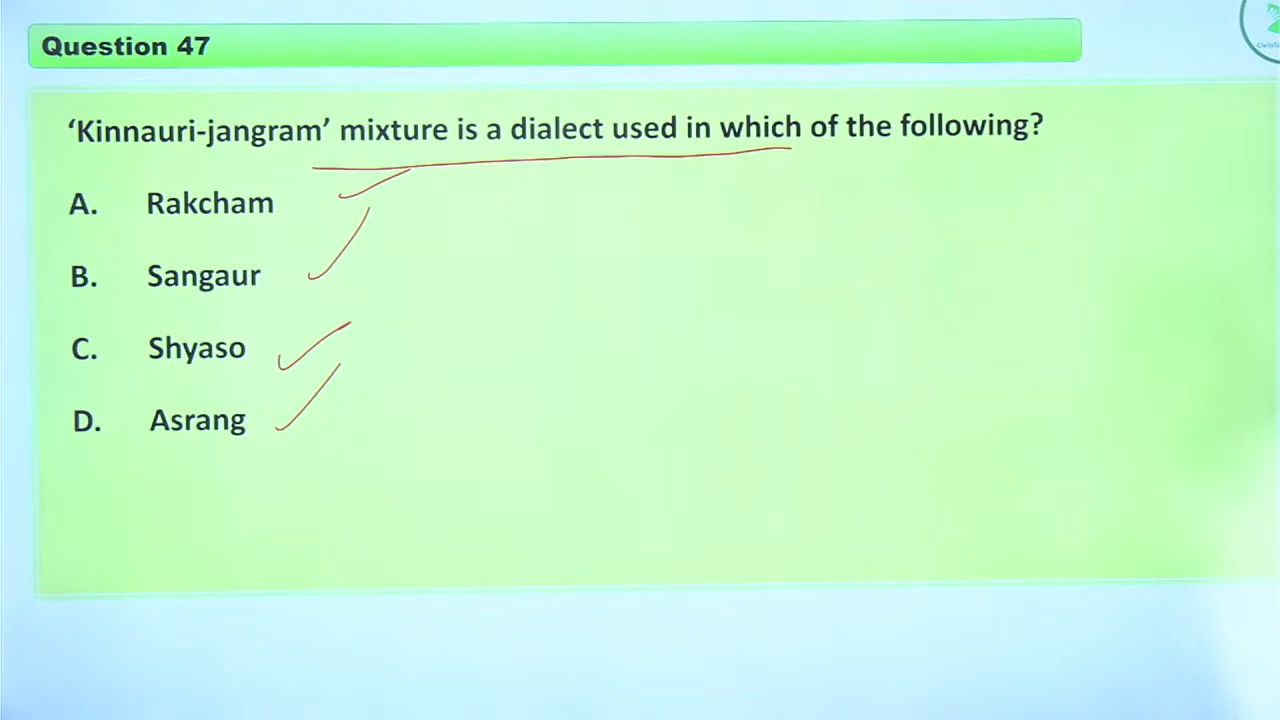 Question 47
‘Kinnauri-jangram’ mixture is a dialect used in which of the following?
A. Rakcham
B. Sangaur
C. Shyaso
D. Asrang